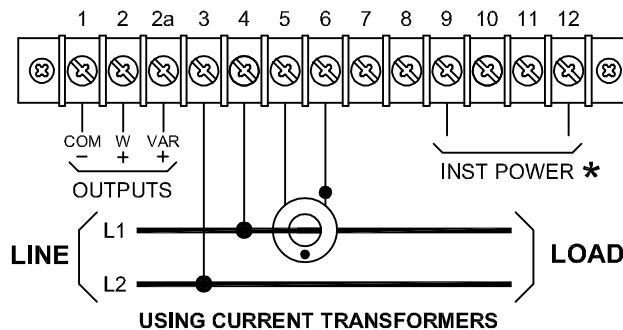 1 2 2a 3 4 5 6 7 8 9 10 11 12
COM W VAR
− + +
OUTPUTS
INST POWER *
LINE
L1
L2
LOAD
USING CURRENT TRANSFORMERS